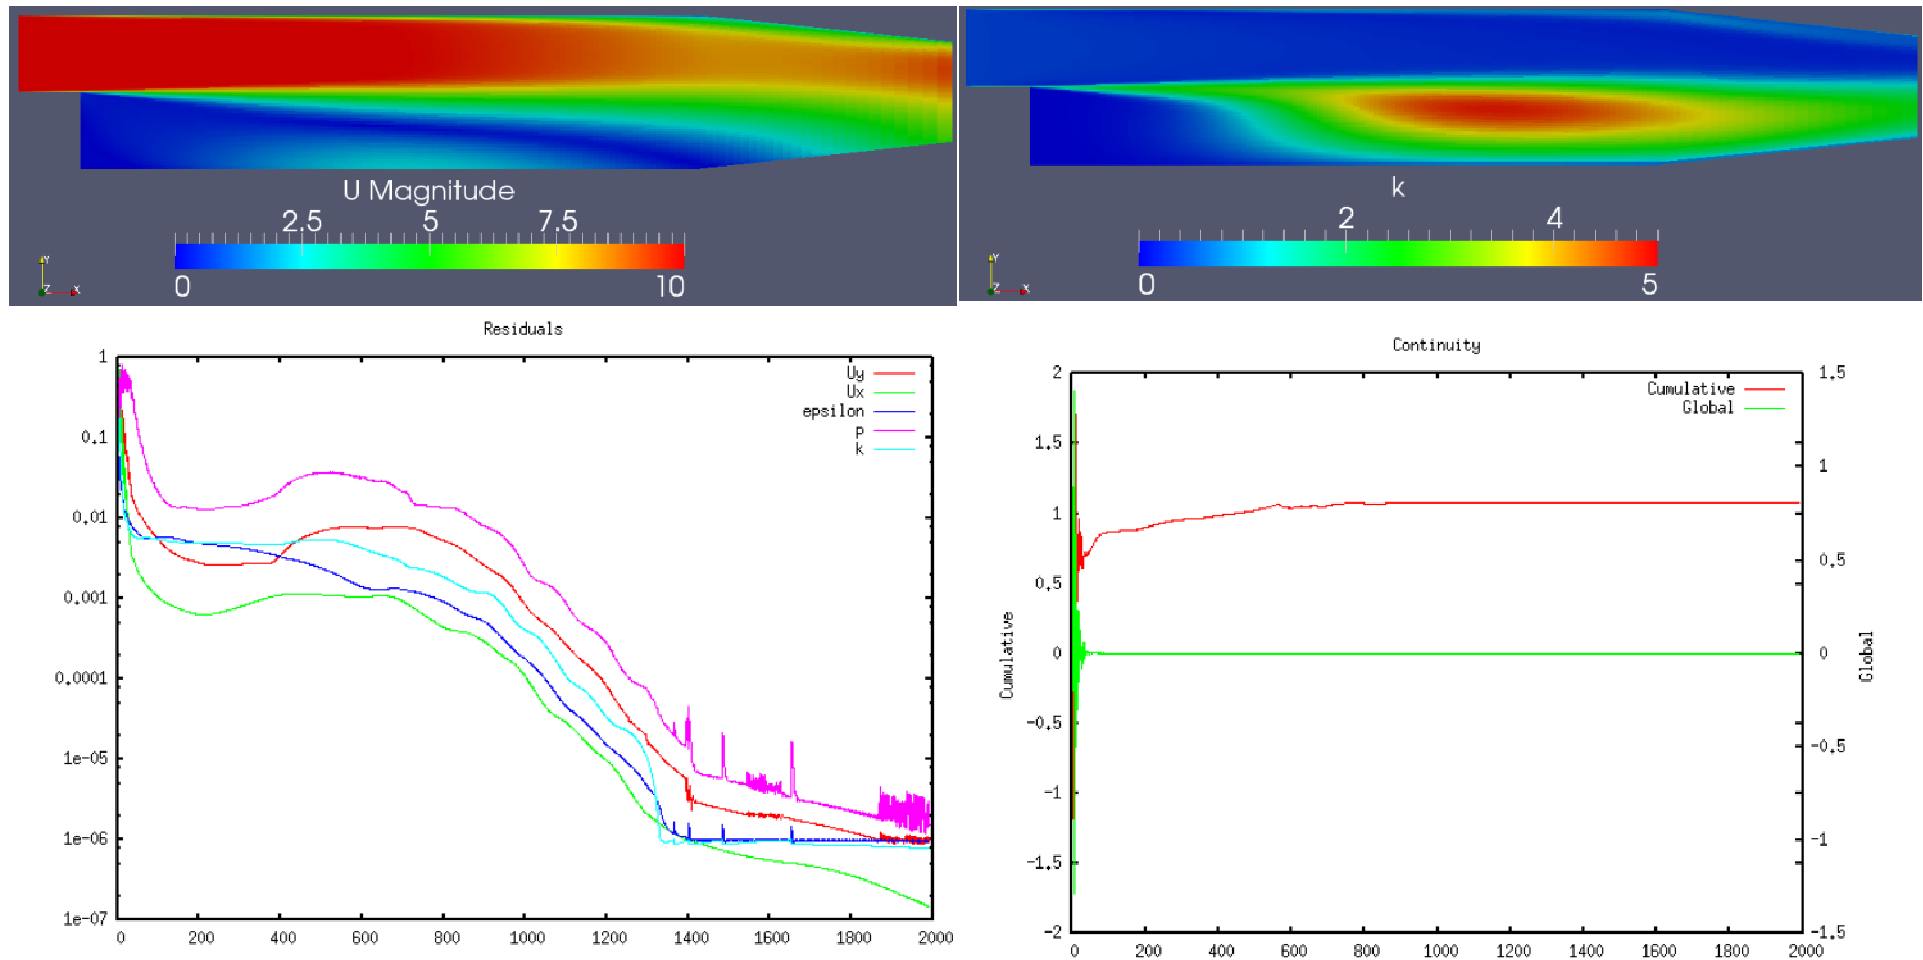 U Magnitude
2.5 5 7.5
0 10
Y
Z X
k
2 4
0 5
Y
Z X
Residuals
1
0.1
0.01
0.001
0.0001
1e-05
1e-06
1e-07
0 200 400 600 800 1000 1200 1400 1600 1800 2000
Uy
Ux
epsilon
p
k
Continuity
Cumulative
2
1.5
1
0.5
0
-0.5
-1
-1.5
-2
0 200 400 600 800 1000 1200 1400 1600 1800 2000
Cumulative
Global
1.5
1
0.5
0
-0.5
-1
-1.5
Global